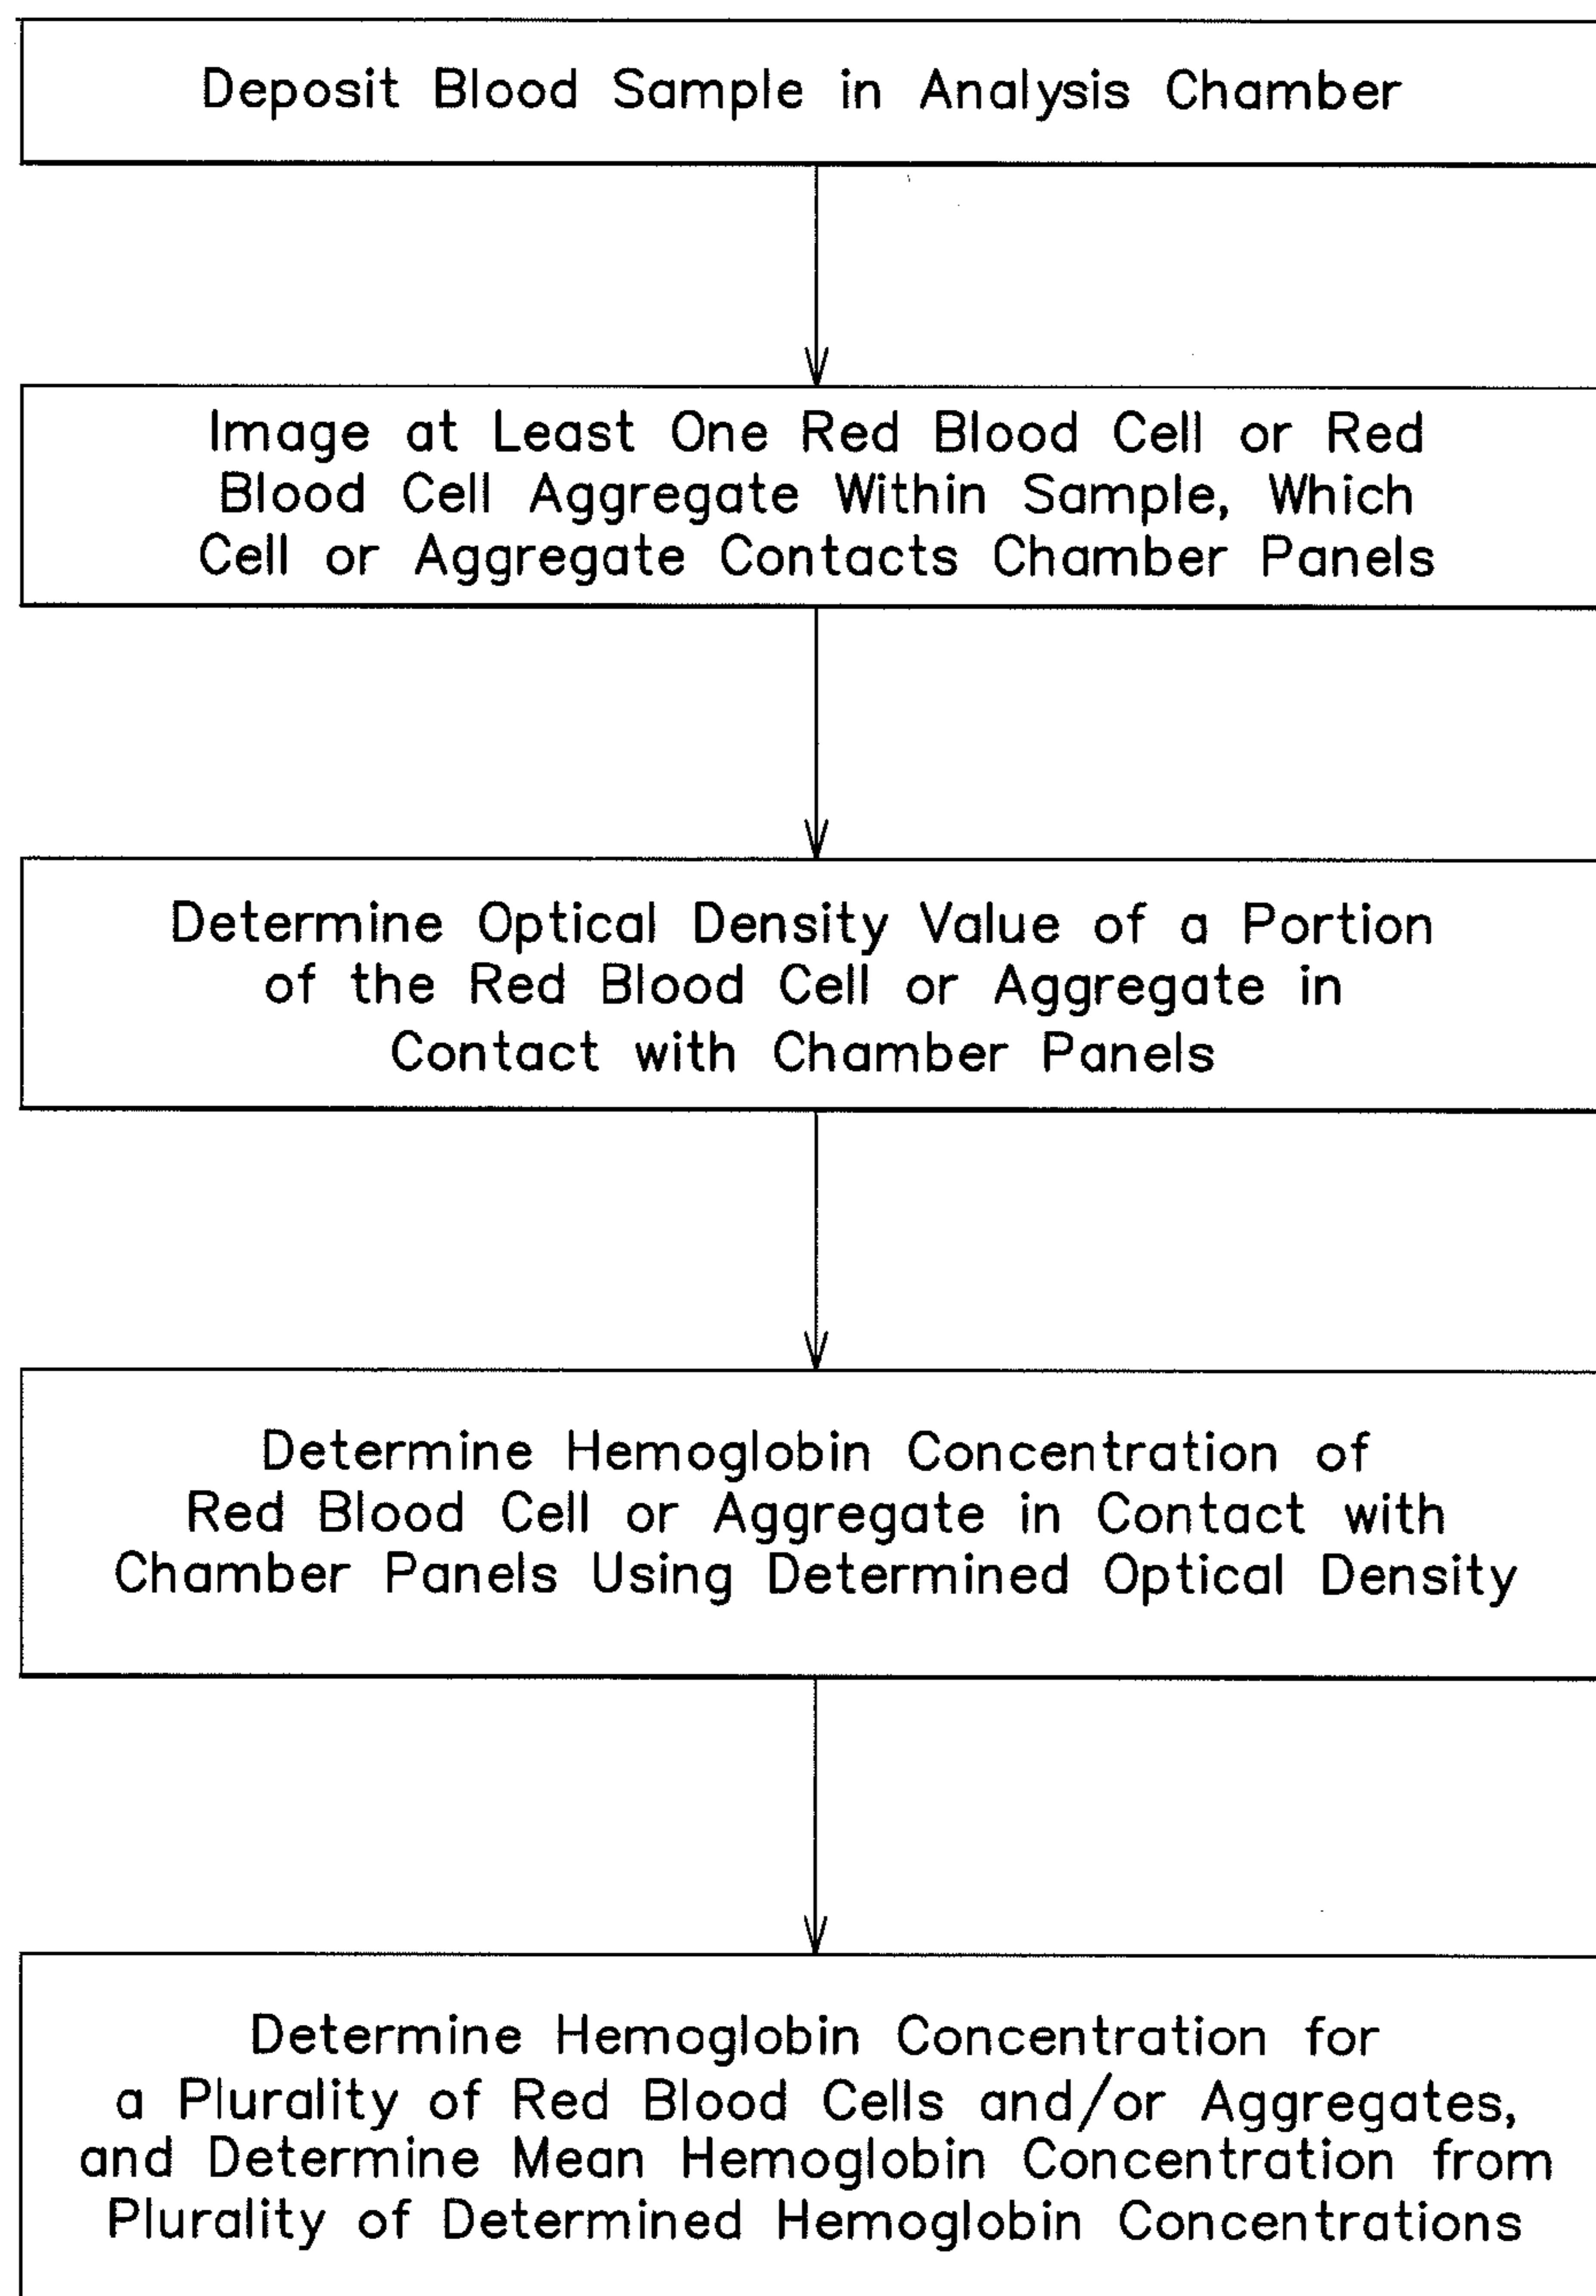 Deposit Blood Sample in Analysis Chamber
Image at Least One Red Blood Cell or Red
Blood Cell Aggregate Within Sample, Which
Cell or Aggregate Contacts Chamber Panels
Determine Optical Density Value of a Portion
of the Red Blood Cell or Aggregate in
Contact with Chamber Panels
Determine Hemoglobin Concentration of
Red Blood Cell or Aggregate in Contact with
Chamber Panels Using Determined Optical Density
Determine Hemoglobin Concentration for
a Plurality of Red Blood Cells and/or Aggregates,
and Determine Mean Hemoglobin Concentration from
Plurality of Determined Hemoglobin Concentrations